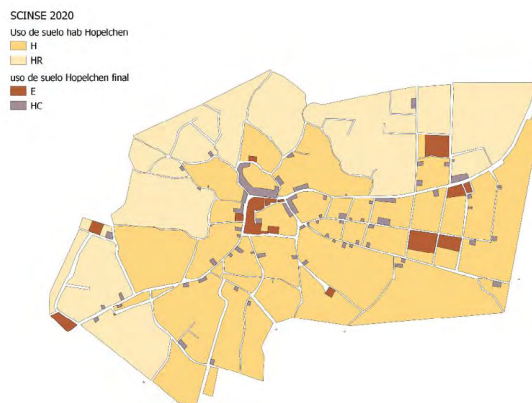 SCINSE 2020
Uso de suelo hab Hopelchen
H
HR
uso de suelo Hopelchen final
E
HC